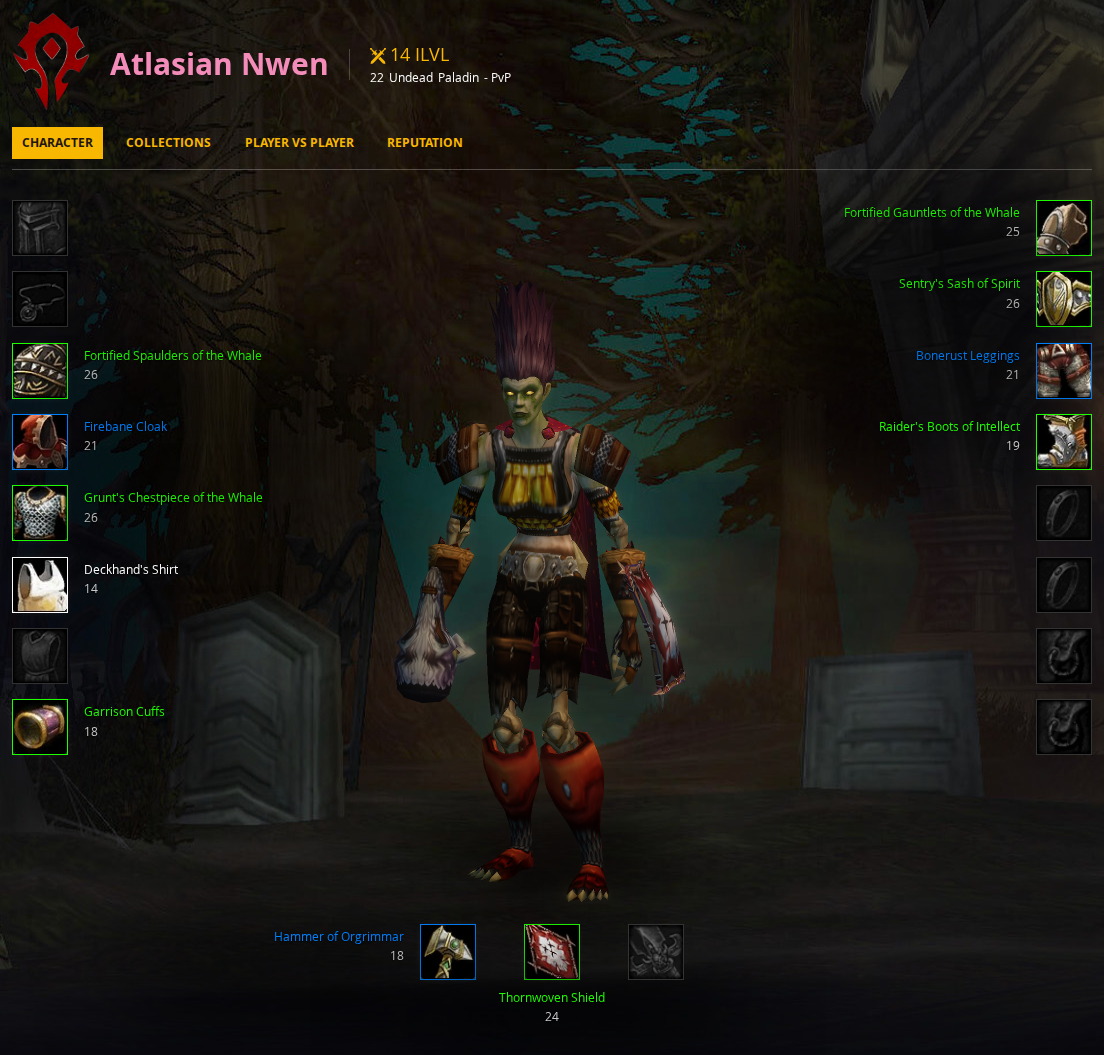 Atlasian Nwen
14 ILVL
22 Undead Paladin - PvP
CHARACTER COLLECTIONS PLAYER VS PLAYER REPUTATION
Fortified Spaulders of the Whale
26
Firebane Cloak
21
Grunt's Chestpiece of the Whale
26
Deckhand's Shirt
14
Garrison Cuffs
18
Fortified Gauntlets of the Whale
25
Sentry's Sash of Spirit
26
Bonerust Leggings
21
Raider's Boots of Intellect
19
Hammer of Orgrimmar
18
Thornwoven Shield
24